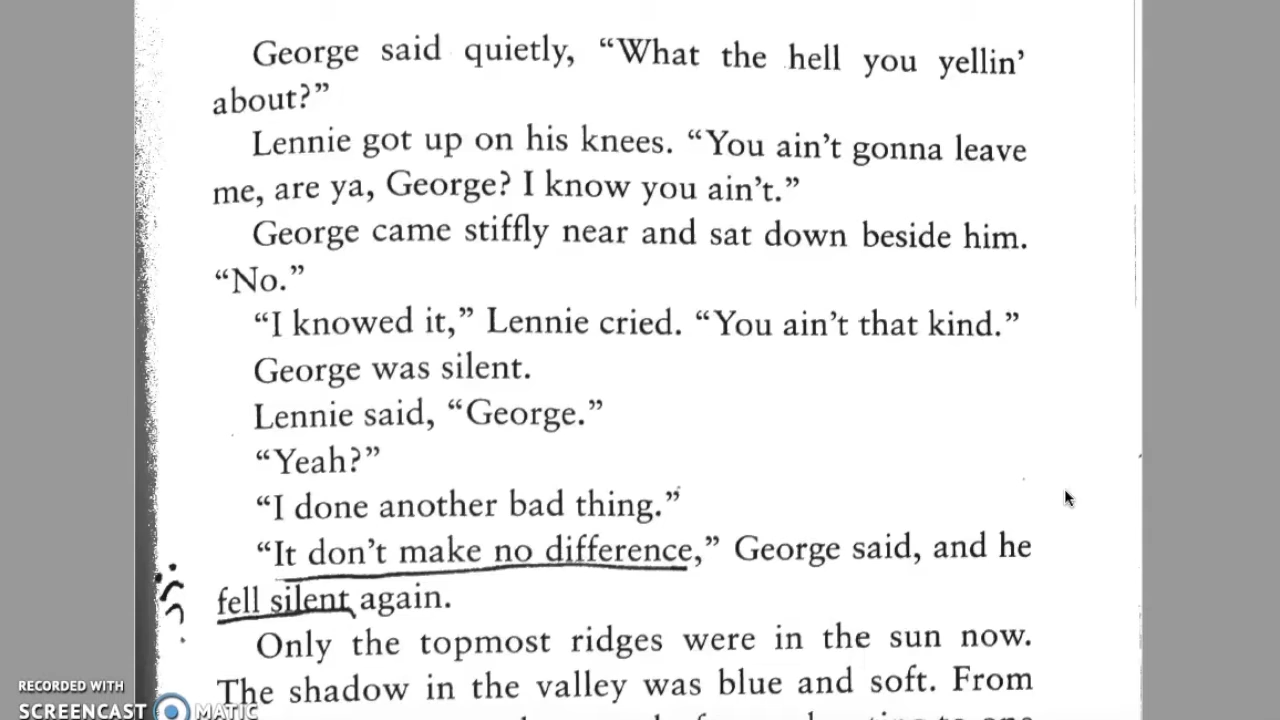 George said quietly, “What the hell you yellin’
about?”
Lennie got up on his knees. “You ain’t gonna leave
me, are ya, George? I know you ain’t.”
George came stiffly near and sat down beside him.
“No.”
“I knowed it,” Lennie cried. “You ain’t that kind.”
George was silent.
Lennie said, “George.”
“Yeah?”
“I done another bad thing.”
“It don’t make no difference,” George said, and he
fell silent again.
Only the topmost ridges were in the sun now.
The shadow in the valley was blue and soft. From
RECORDED WITH
SCREENCAST MATIC